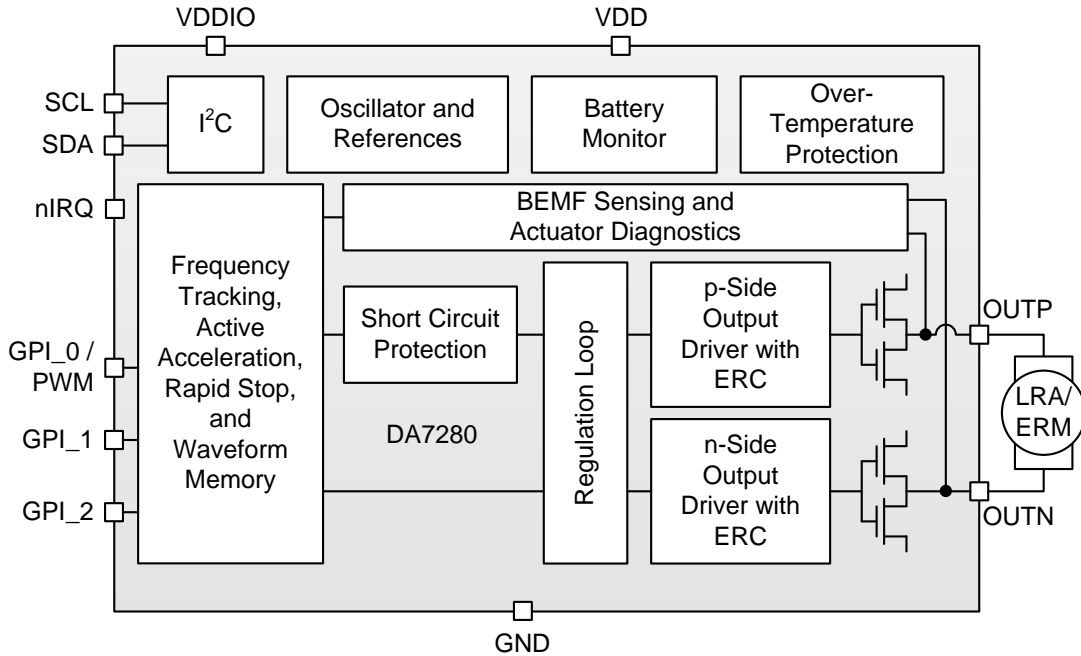 VDDIO
VDD
SCL
SDA
I²C
Oscillator and
References
Battery
Monitor
Over-
Temperature
Protection
nIRQ
BEMF Sensing and
Actuator Diagnostics
Frequency
Tracking,
Active
Acceleration,
Rapid Stop,
and
Waveform
Memory
GPI_0 /
PWM
GPI_1
GPI_2
Short Circuit
Protection
DA7280
Regulation Loop
p-Side
Output
Driver with
ERC
n-Side
Output
Driver with
ERC
OUTP
LRA/
ERM
OUTN
GND